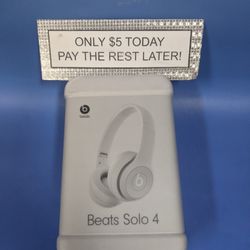 ONLY $5 TODAY
PAY THE REST LATER!
beats
Beats Solo 4